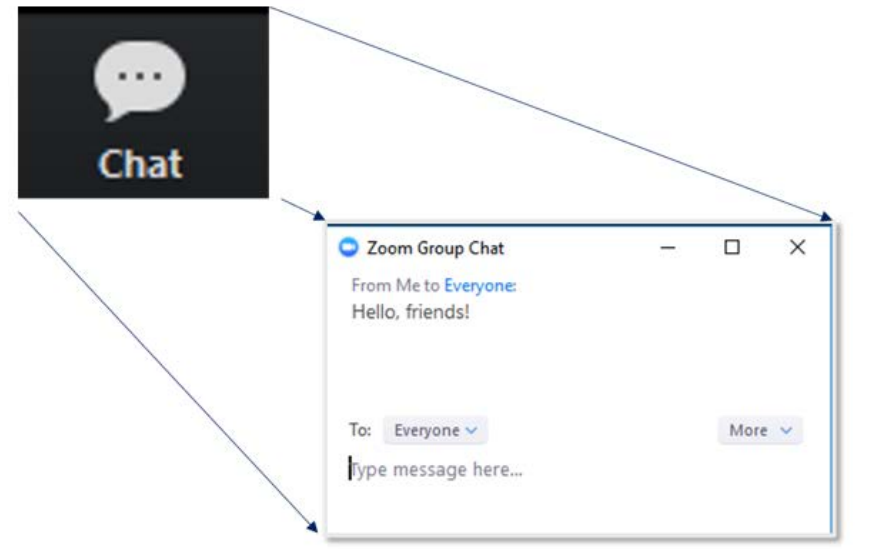 Chat
Zoom Group Chat
From Me to Everyone:
Hello, friends!
To: Everyone More
Type message here...